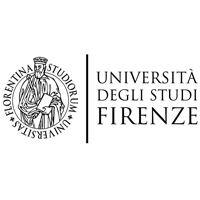 FLORENTINA STUDIORUM UNIVERSITAS
UNIVERSITÀ
DEGLI STUDI
FIRENZE